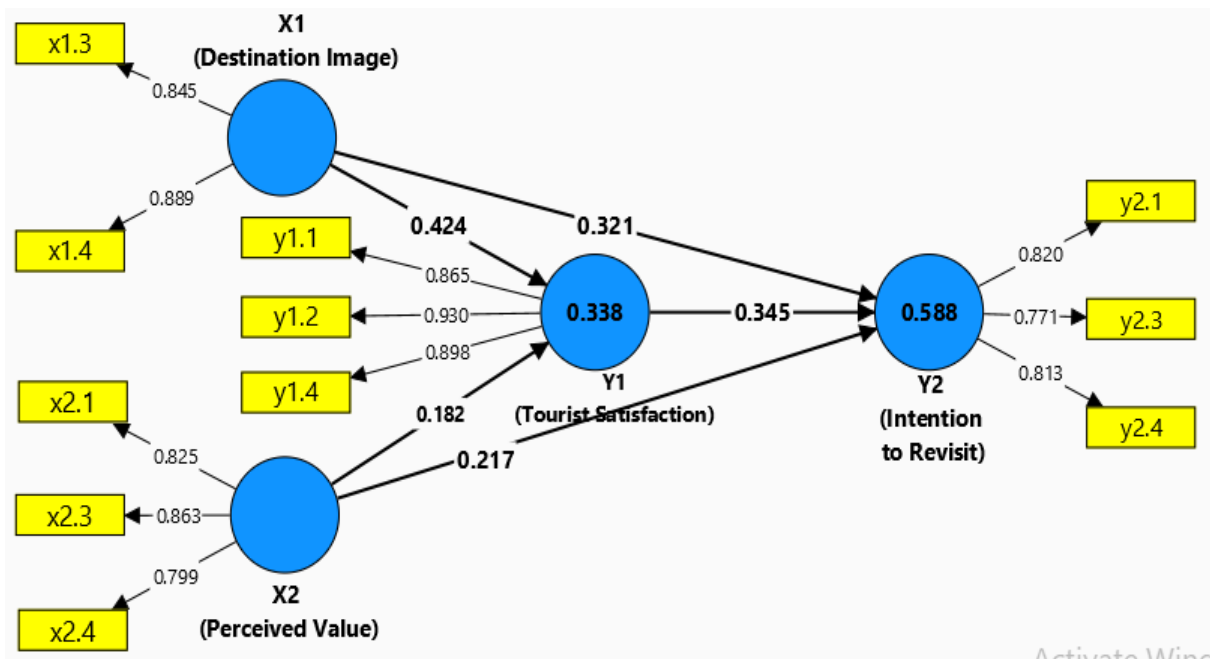 X1
(Destination Image)
x1.3
0.845
0.889
x1.4
0.424
0.321
y1.1
0.865
y1.2
0.930
y1.4
0.898
0.338
0.345
0.588
Y1
(Tourist Satisfaction)
Y2
(Intention
to Revisit)
y2.1
0.820
y2.3
0.771
y2.4
0.813
x2.1
0.825
x2.3
0.863
x2.4
0.799
0.182
0.217
X2
(Perceived Value)
Activate